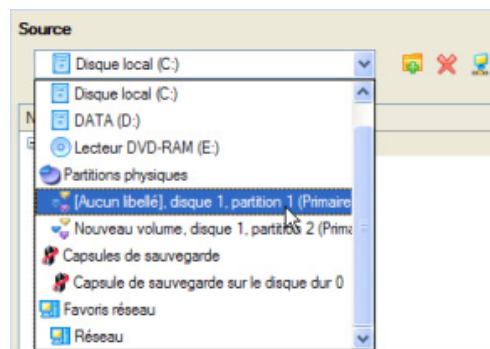 Source
Disque local (C:)
Disque local (C:)
DATA (D:)
Lecteur DVD-RAM (E:)
Partitions physiques
[Aucun libellé], disque 1, partition 1 (Primaire
Nouveau volume, disque 1, partition 2 (Prima
Capsules de sauvegarde
Capsule de sauvegarde sur le disque dur 0
Favoris réseau
Réseau